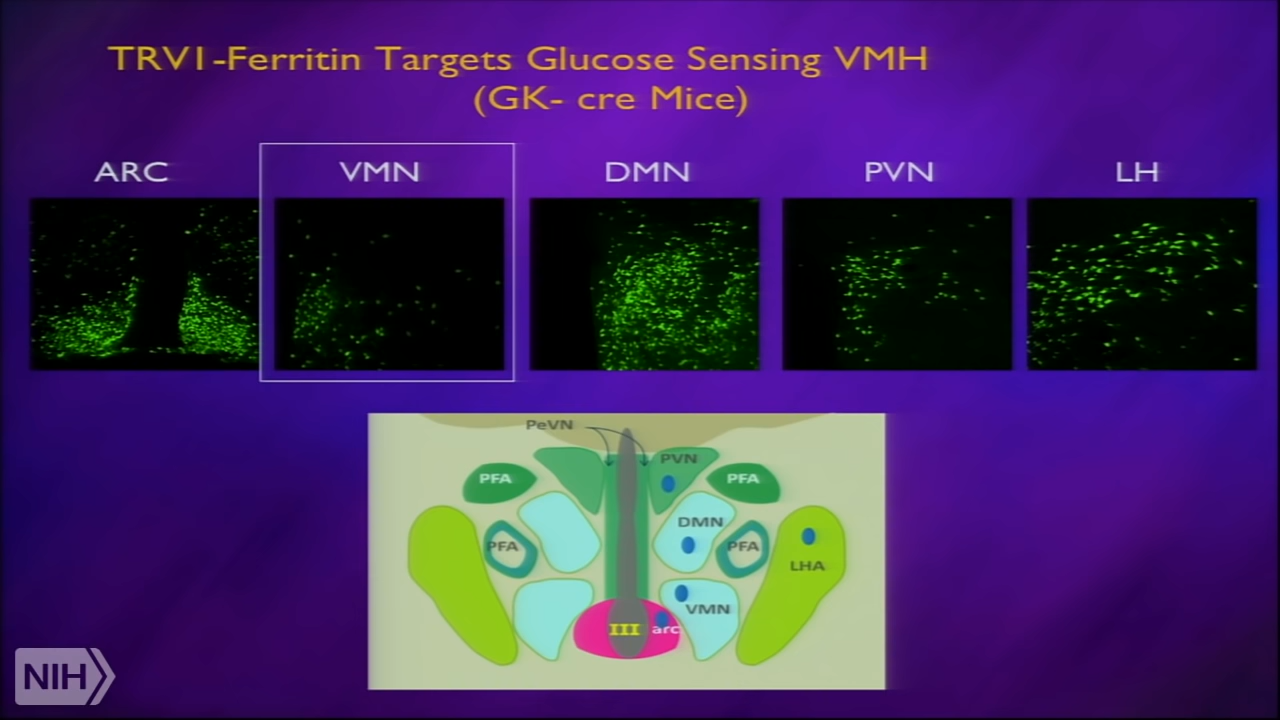 TRV1-Ferritin Targets Glucose Sensing VMH
(GK- cre Mice)
ARC
VMN
DMN
PVN
LH
PeVN
PVN
PFA
PFA
DMN
PFA
PFA
LHA
VMN
III
arc
NIH